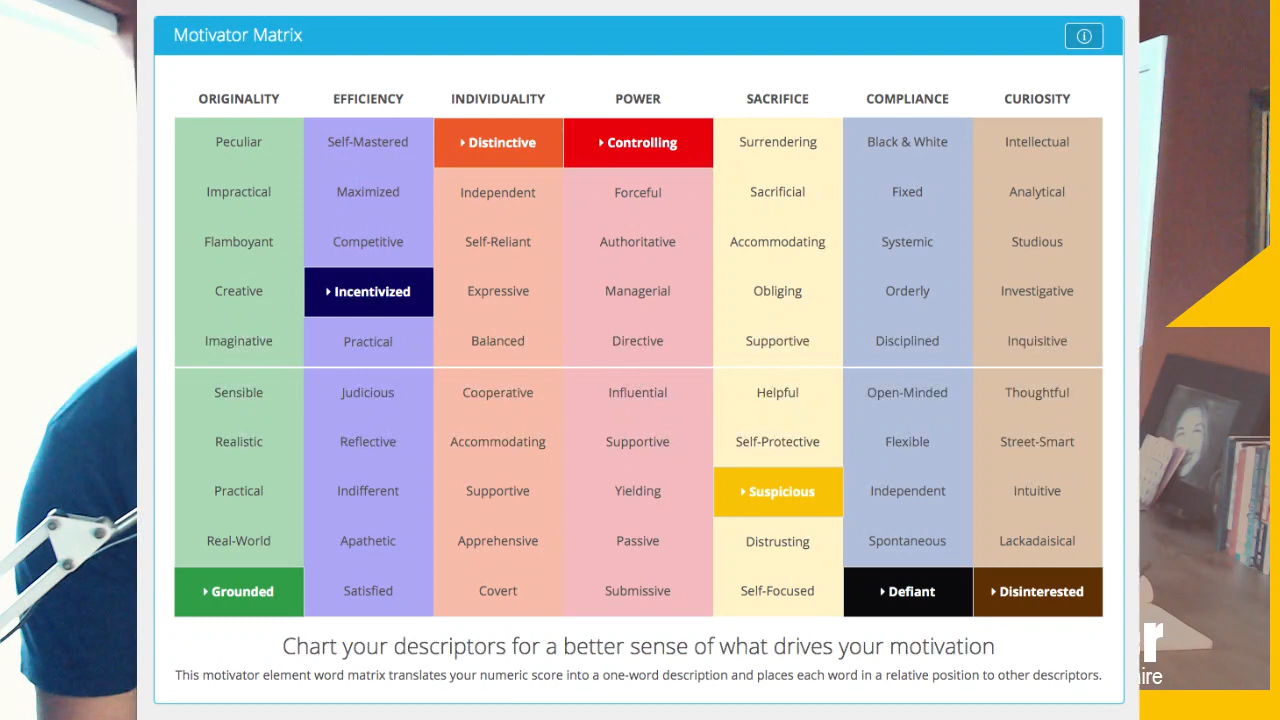 Motivator Matrix
ORIGINALITY EFFICIENCY INDIVIDUALITY POWER SACRIFICE COMPLIANCE CURIOSITY
Peculiar Self-Mastered Distinctive Controlling Surrendering Black & White Intellectual
Impractical Maximized Independent Forceful Sacrificial Fixed Analytical
Flamboyant Competitive Self-Reliant Authoritative Accommodating Systemic Studious
Creative Incentivized Expressive Managerial Obliging Orderly Investigative
Imaginative Practical Balanced Directive Supportive Disciplined Inquisitive
Sensible Judicious Cooperative Influential Helpful Open-Minded Thoughtful
Realistic Reflective Accommodating Supportive Self-Protective Flexible Street-Smart
Practical Indifferent Supportive Yielding Suspicious Independent Intuitive
Real-World Apathetic Apprehensive Passive Distrusting Spontaneous Lackadaisical
Grounded Satisfied Covert Submissive Self-Focused Defiant Disinterested
Chart your descriptors for a better sense of what drives your motivation
This motivator element word matrix translates your numeric score into a one-word description and places each word in a relative position to other descriptors.